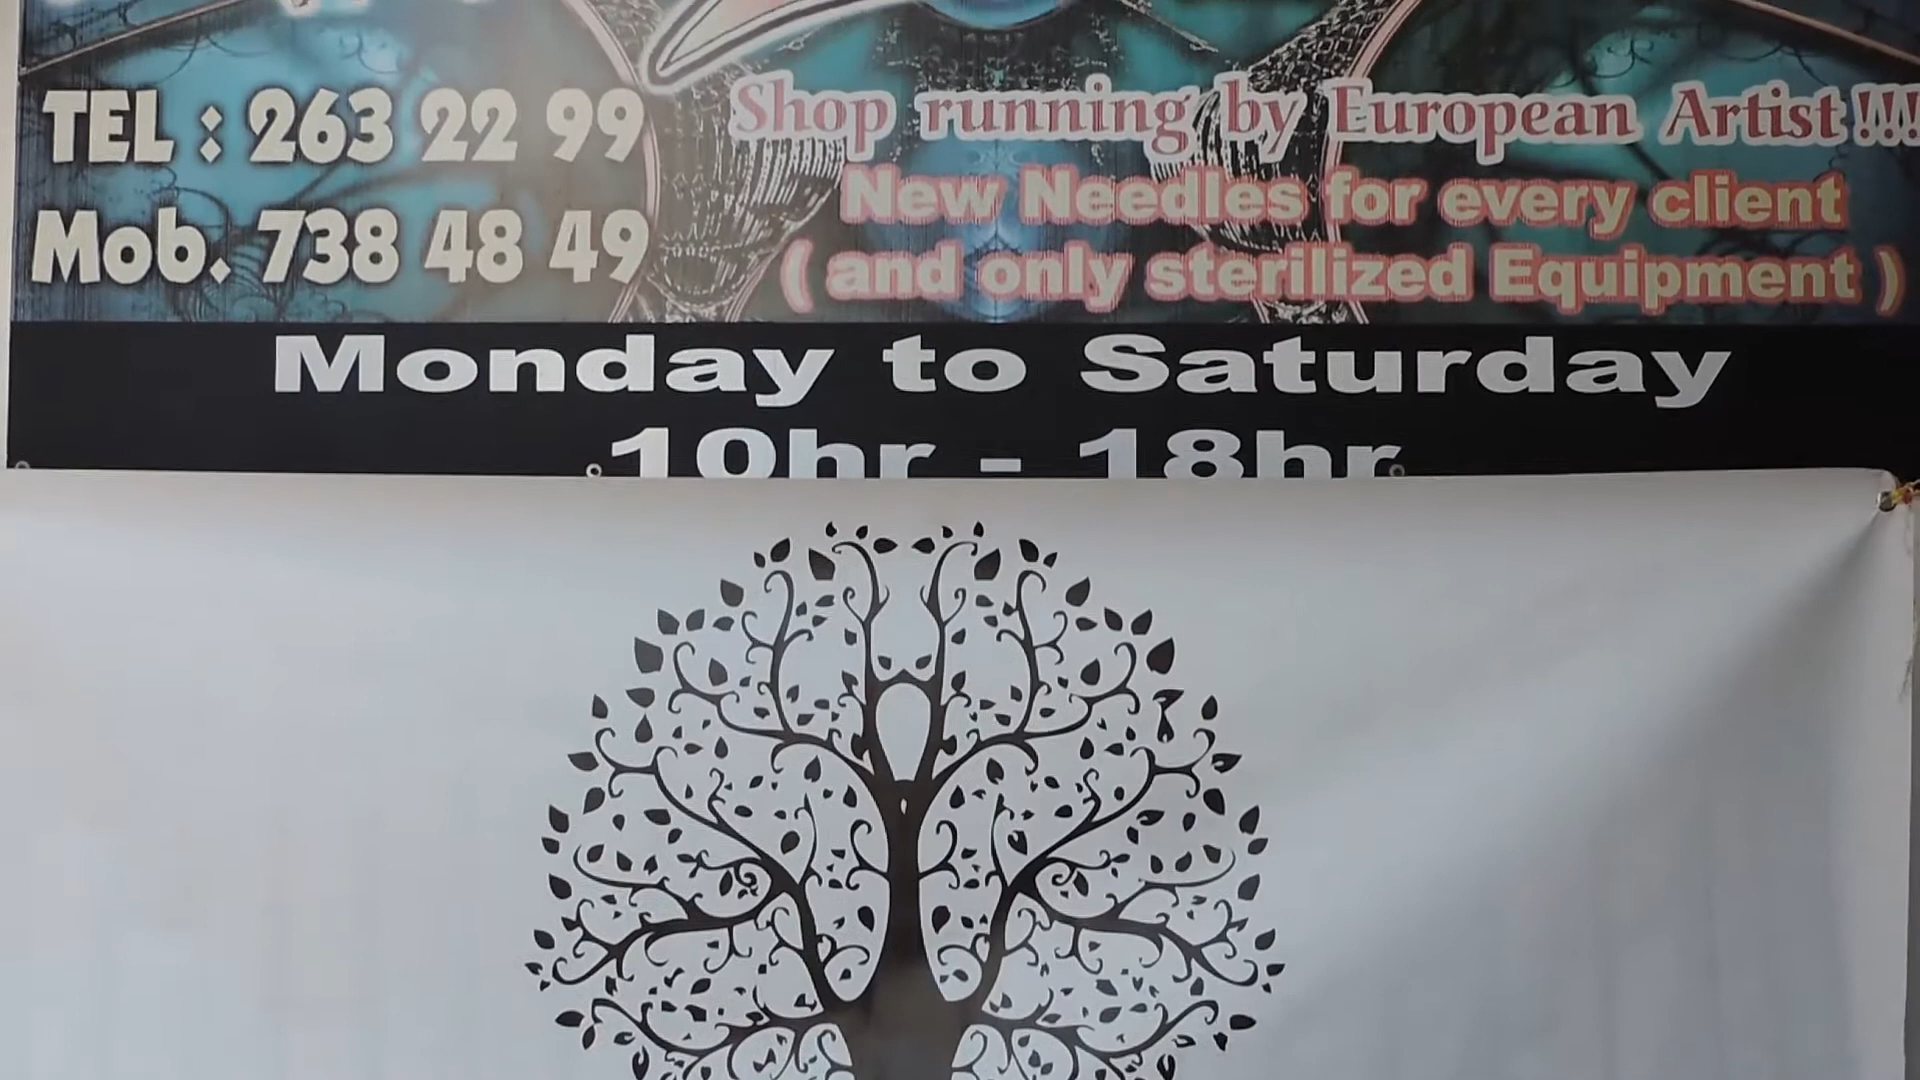 TEL : 263 22 99
Mob. 738 48 49
Shop running by European Artist !!!
New Needles for every client
( and only sterilized Equipment )
Monday to Saturday
10hr - 18hr